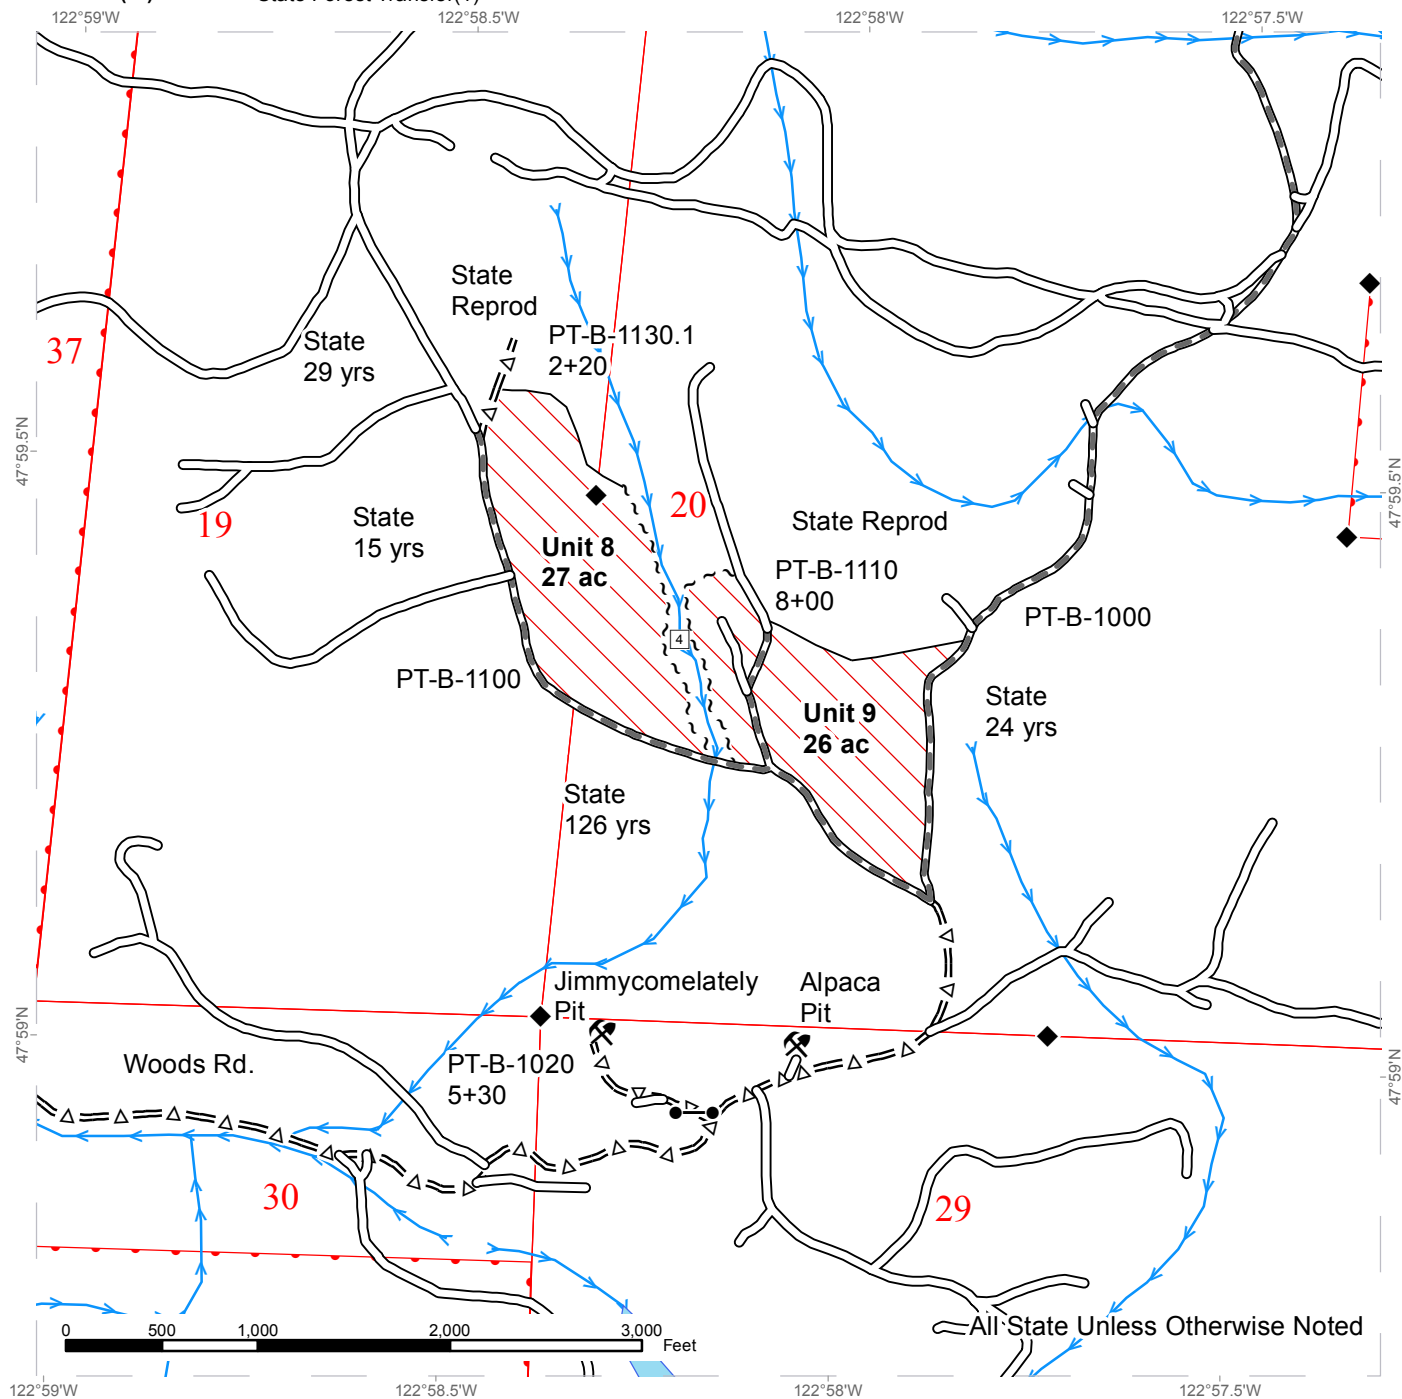 State Forest Transfer(1)
122°59'W
122°58.5'W
122°58'W
122°57.5'W
State
Reprod
PT-B-1130.1
2+20
State
29 yrs
37
47°59.5'N
47°59.5'N
19
20
State
15 yrs
Unit 8
27 ac
State Reprod
PT-B-1110
8+00
PT-B-1000
4
PT-B-1100
State
24 yrs
Unit 9
26 ac
State
126 yrs
Jimmycomelately
Pit
Alpaca
Pit
47°59'N
47°59'N
Woods Rd.
PT-B-1020
5+30
30
29
All State Unless Otherwise Noted
0 500 1,000 2,000 3,000
Feet
122°59'W
122°58.5'W
122°58'W
122°57.5'W